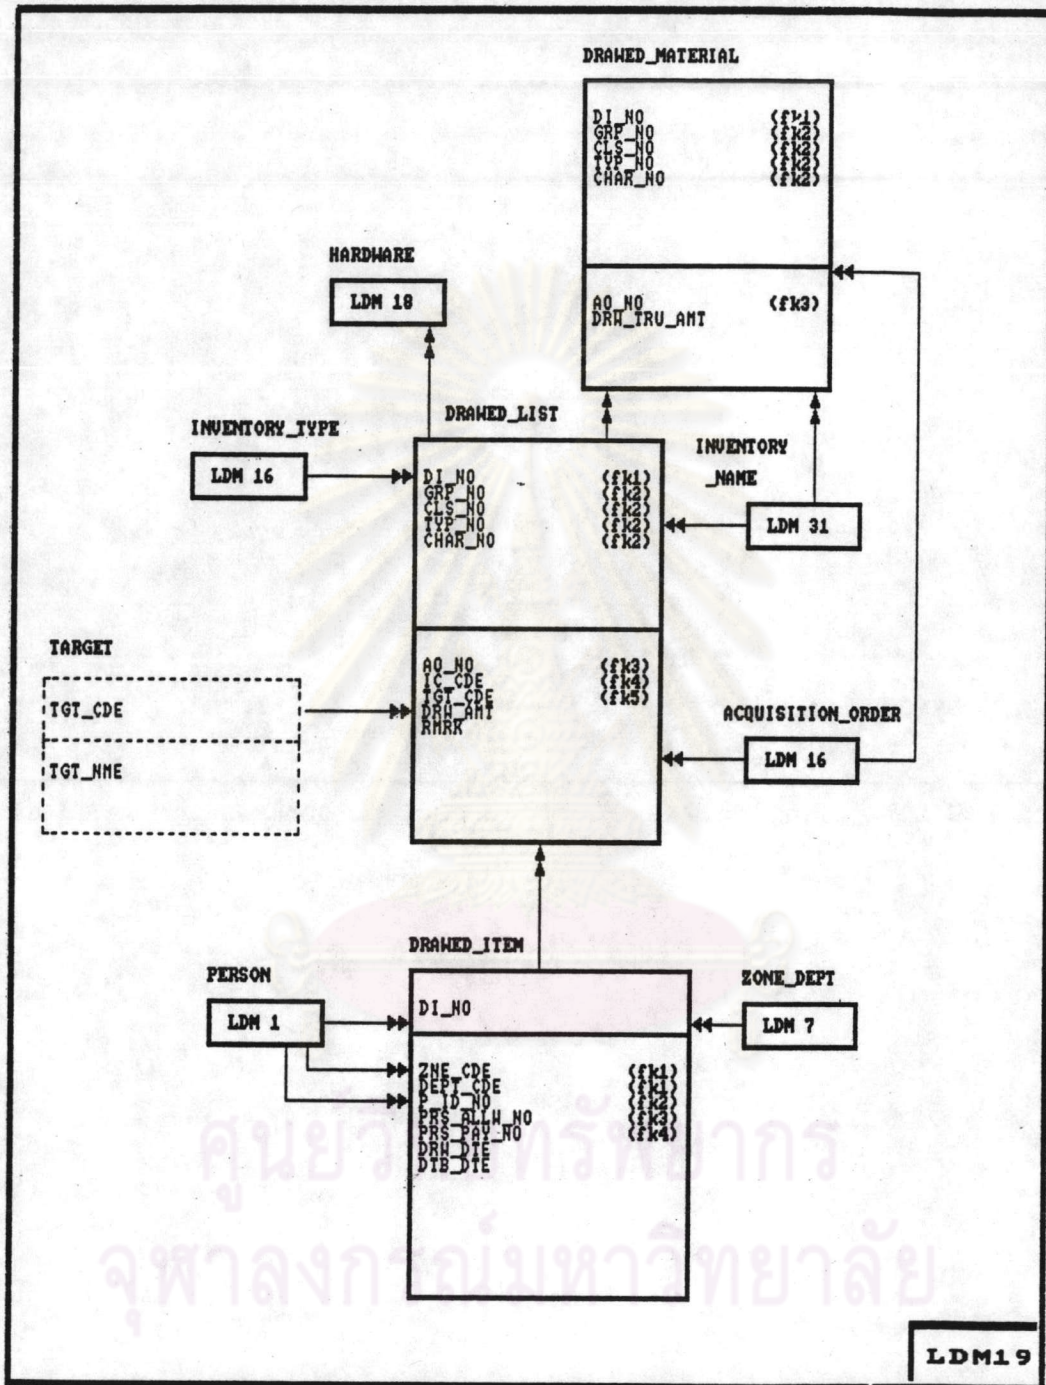 DRAWED_MATERIAL
DI_NO (fk1)
GRP_NO (fk2)
CLS_NO (fk2)
TYP_NO (fk2)
CHAR_NO (fk2)
AO_NO (fk3)
DRW_TRU_AMT
HARDWARE
LDM 18
DRAWED_LIST
INVENTORY_TYPE
LDM 16
DI_NO (fk1)
GRP_NO (fk2)
CLS_NO (fk2)
TYP_NO (fk2)
CHAR_NO (fk2)
INVENTORY
_NAME
LDM 31
TARGET
TGT_CDE
TGT_NME
AO_NO (fk3)
IC_CDE (fk4)
TGT_CDE (fk5)
DRW_AMT
RMRK
ACQUISITION_ORDER
LDM 16
DRAWED_ITEM
PERSON
LDM 1
DI_NO
ZONE_DEPT
LDM 7
ZNE_CDE (fk1)
DEPT_CDE (fk1)
P_ID_NO (fk2)
PRS_ALLW_NO (fk3)
PRS_PAY_NO (fk4)
DRW_DTE
DTB_DTE
ศูนย์วิทยทรัพยากร
จุฬาลงกรณ์มหาวิทยาลัย
LDM19